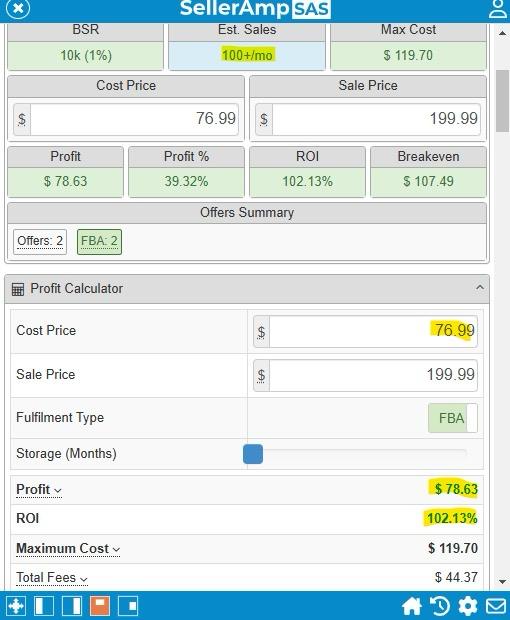 SellerAmp SAS
BSR Est. Sales Max Cost
10k (1%) 100+/mo $ 119.70
Cost Price Sale Price
$ 76.99 $ 199.99
Profit Profit % ROI Breakeven
$ 78.63 39.32% 102.13% $ 107.49
Offers Summary
Offers: 2 FBA: 2
Profit Calculator
Cost Price $ 76.99
Sale Price $ 199.99
Fulfilment Type FBA
Storage (Months)
Profit $ 78.63
ROI 102.13%
Maximum Cost $ 119.70
Total Fees $ 44.37